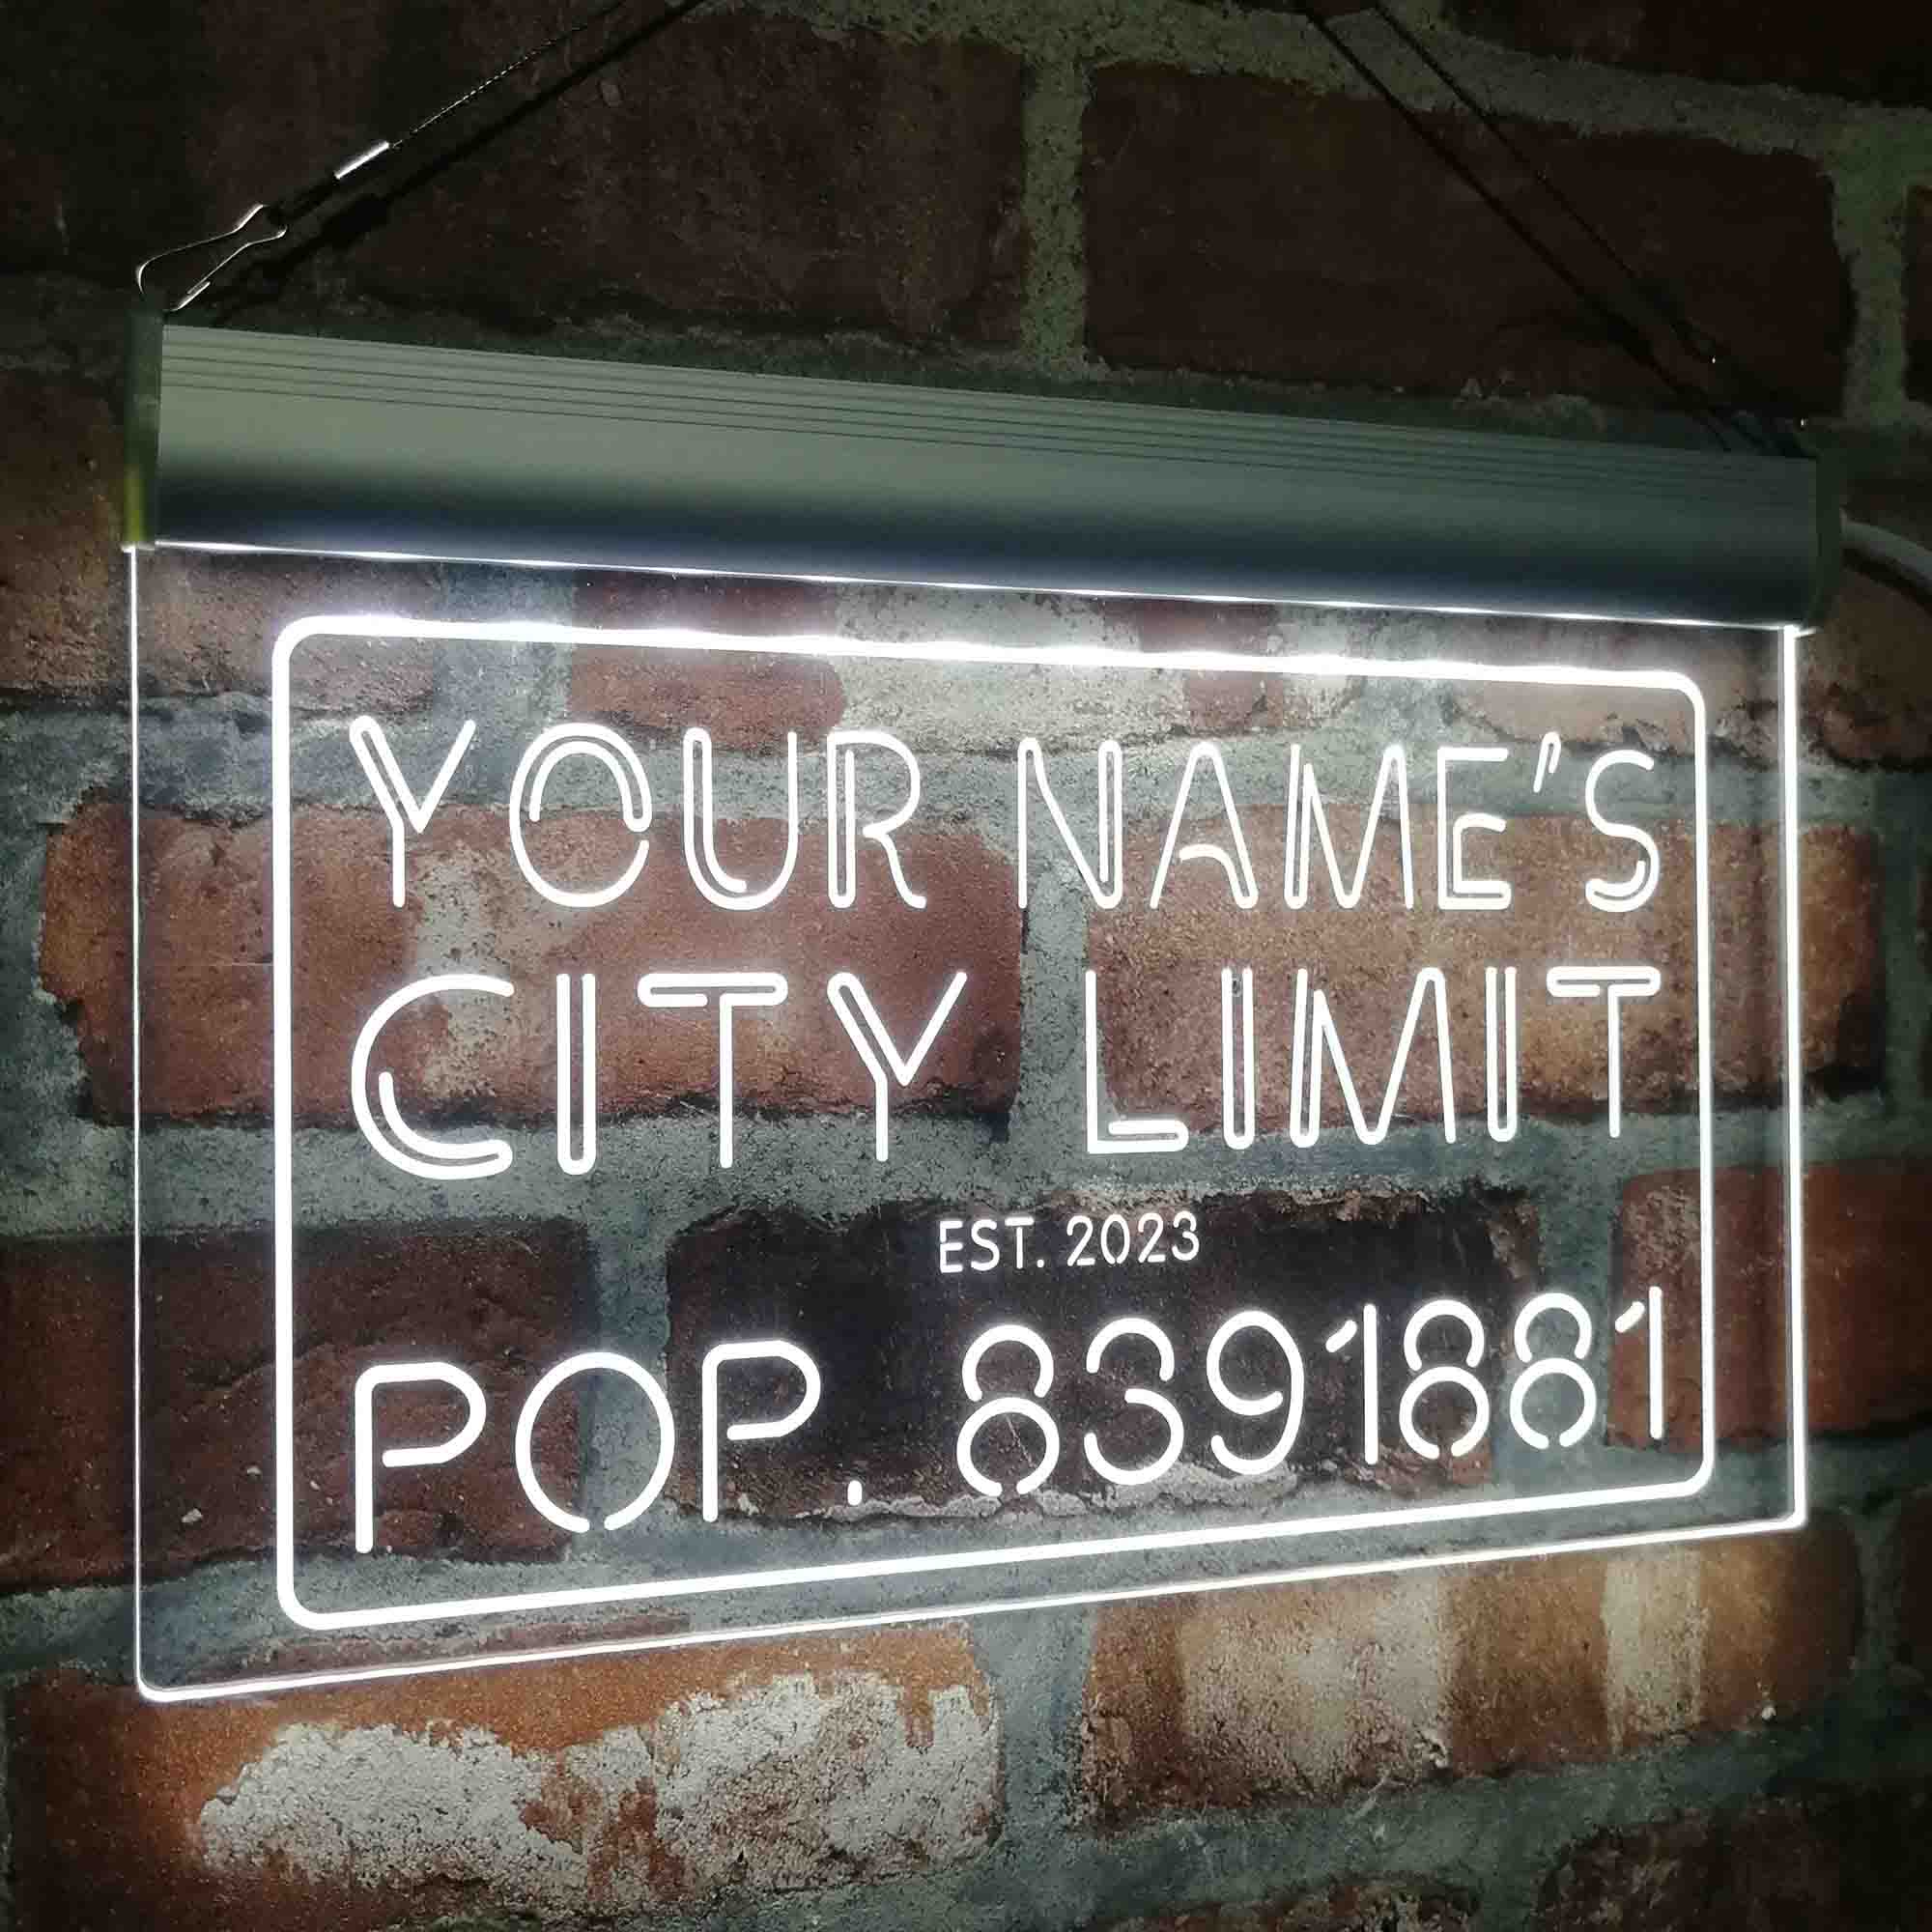 YOUR NAME'S
CITY LIMIT
EST. 2023
POP. 8391881